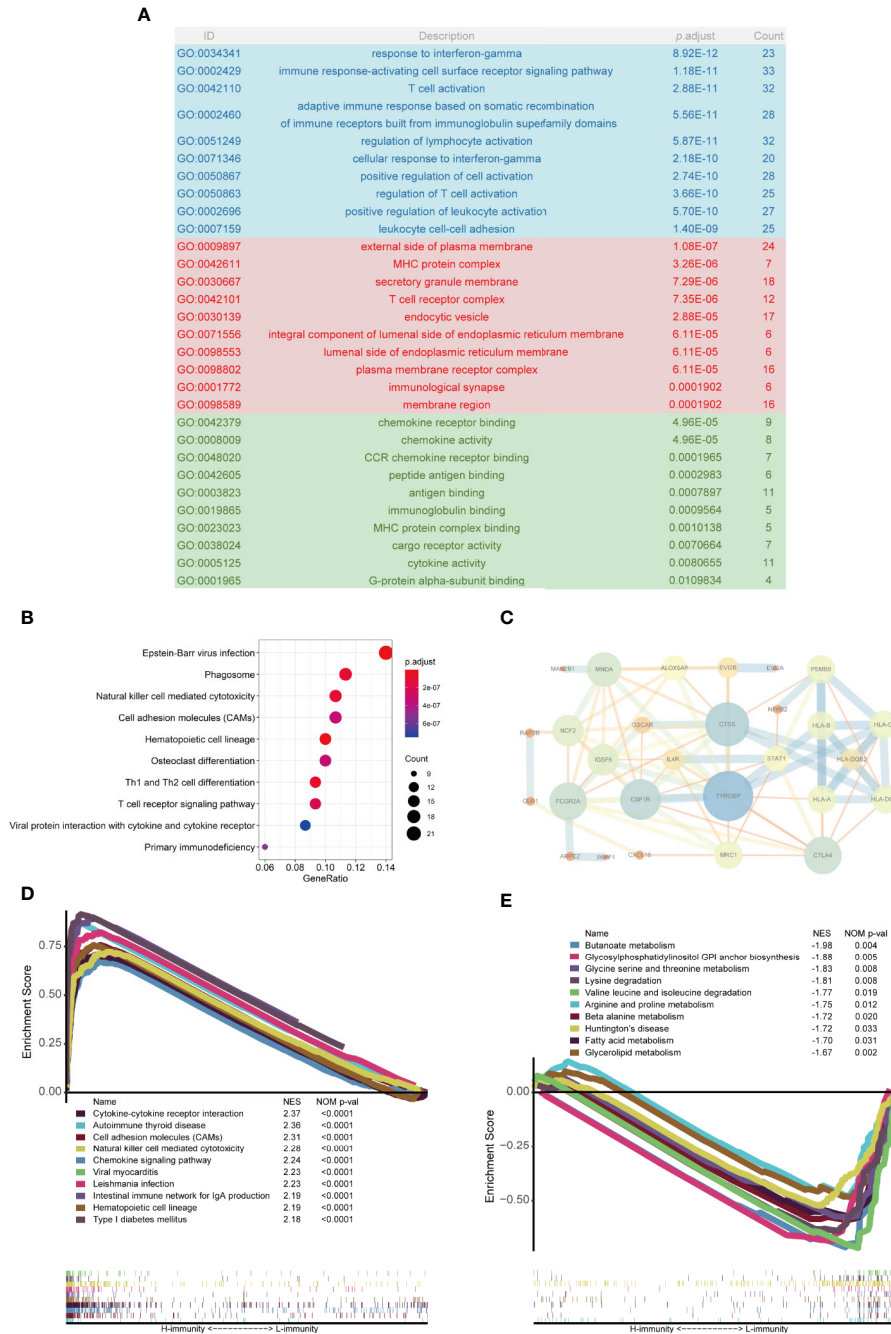 A
ID Description p.adjust Count
GO:0034341 response to interferon-gamma 8.92E-12 23
GO:0002429 immune response-activating cell surface receptor signaling pathway 1.18E-11 33
GO:0042110 T cell activation 2.88E-11 32
GO:0002460 adaptive immune response based on somatic recombination 5.56E-11 28
of immune receptors built from immunoglobulin superfamily domains
GO:0051249 regulation of lymphocyte activation 5.87E-11 32
GO:0071346 cellular response to interferon-gamma 2.18E-10 20
GO:0050867 positive regulation of cell activation 2.74E-10 28
GO:0050863 regulation of T cell activation 3.66E-10 25
GO:0002696 positive regulation of leukocyte activation 5.70E-10 27
GO:0007159 leukocyte cell-cell adhesion 1.40E-09 25
GO:0009897 external side of plasma membrane 1.08E-07 24
GO:0042611 MHC protein complex 3.26E-06 7
GO:0030667 secretory granule membrane 7.29E-06 18
GO:0042101 T cell receptor complex 7.35E-06 12
GO:0030139 endocytic vesicle 2.88E-05 17
GO:0071556 integral component of lumenal side of endoplasmic reticulum membrane 6.11E-05 6
GO:0098553 lumenal side of endoplasmic reticulum membrane 6.11E-05 6
GO:0098802 plasma membrane receptor complex 6.11E-05 16
GO:0001772 immunological synapse 0.0001902 6
GO:0098589 membrane region 0.0001902 16
GO:0042379 chemokine receptor binding 4.96E-05 9
GO:0008009 chemokine activity 4.96E-05 8
GO:0048020 CCR chemokine receptor binding 0.0001965 7
GO:0042605 peptide antigen binding 0.0002983 6
GO:0003823 antigen binding 0.0007897 11
GO:0019865 immunoglobulin binding 0.0009564 5
GO:0023023 MHC protein complex binding 0.0010138 5
GO:0038024 cargo receptor activity 0.0070664 7
GO:0005125 cytokine activity 0.0080655 11
GO:0001965 G-protein alpha-subunit binding 0.0109834 4
B
Epstein-Barr virus infection
Phagosome
Natural killer cell mediated cytotoxicity
Cell adhesion molecules (CAMs)
Hematopoietic cell lineage
Osteoclast differentiation
Th1 and Th2 cell differentiation
T cell receptor signaling pathway
Viral protein interaction with cytokine and cytokine receptor
Primary immunodeficiency
0.06 0.08 0.10 0.12 0.14
GeneRatio
p.adjust
2e-07
4e-07
6e-07
Count
9
12
15
18
21
C
MAN2B1 MNDA ALOX5AP EVI2B EVI2A PSMB8
NFKB2
RAP2B NCF2 OSCAR CTSS HLA-B
IGSF6 IL4R STAT1 HLA-DQB2
OLR1 FCGR2A CSF1R TYROBP HLA-A
ARPC2 WIPF1 CXCL16 MRC1 CTLA4
D
Enrichment Score
0.75
0.50
0.25
0.00
Name NES NOM p-val
Cytokine-cytokine receptor interaction 2.37 <0.0001
Autoimmune thyroid disease 2.36 <0.0001
Cell adhesion molecules (CAMs) 2.31 <0.0001
Natural killer cell mediated cytotoxicity 2.28 <0.0001
Chemokine signaling pathway 2.24 <0.0001
Viral myocarditis 2.23 <0.0001
Leishmania infection 2.23 <0.0001
Intestinal immune network for IgA production 2.19 <0.0001
Hematopoietic cell lineage 2.19 <0.0001
Type I diabetes mellitus 2.18 <0.0001
H-immunity <-----------> L-immunity
E
Name NES NOM p-val
Butanoate metabolism -1.98 0.004
Glycosylphosphatidylinositol GPI anchor biosynthesis -1.88 0.005
Glycine serine and threonine metabolism -1.83 0.008
Lysine degradation -1.81 0.008
Valine leucine and isoleucine degradation -1.77 0.019
Arginine and proline metabolism -1.75 0.012
Beta alanine metabolism -1.72 0.020
Huntington's disease -1.72 0.033
Fatty acid metabolism -1.70 0.031
Glycerolipid metabolism -1.67 0.002
Enrichment Score
0.00
−0.25
−0.50
H-immunity <-----------> L-immunity